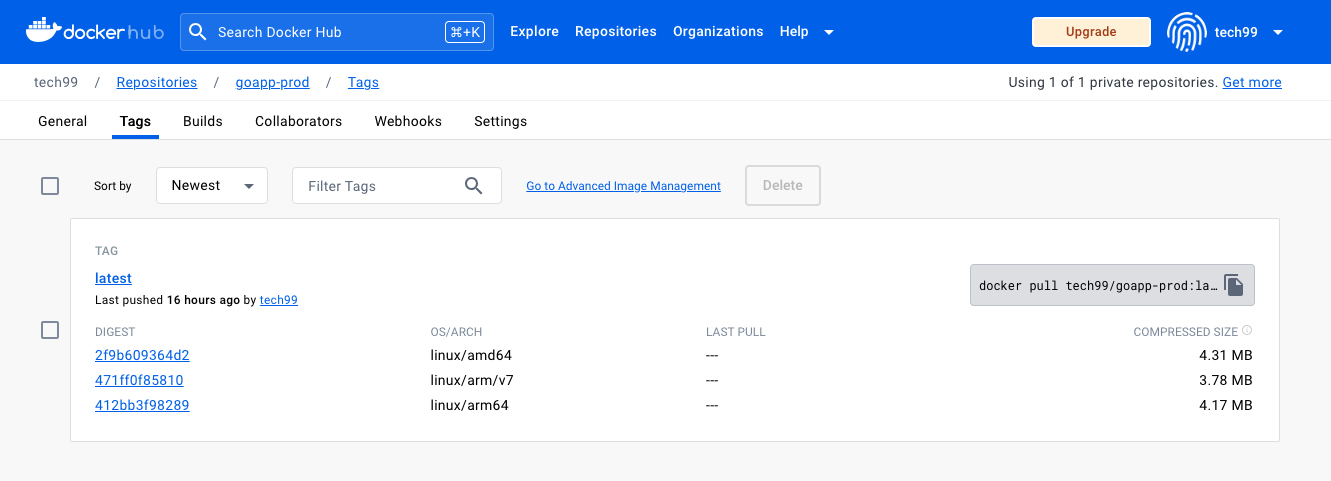 dockerhub Search Docker Hub ⌘+K Explore Repositories Organizations Help Upgrade tech99
tech99 / Repositories / goapp-prod / Tags Using 1 of 1 private repositories. Get more
General Tags Builds Collaborators Webhooks Settings
Sort by Newest Filter Tags Go to Advanced Image Management Delete
TAG
latest
docker pull tech99/goapp-prod:la…
Last pushed 16 hours ago by tech99
DIGEST OS/ARCH LAST PULL COMPRESSED SIZE
2f9b609364d2 linux/amd64 --- 4.31 MB
471ff0f85810 linux/arm/v7 --- 3.78 MB
412bb3f98289 linux/arm64 --- 4.17 MB